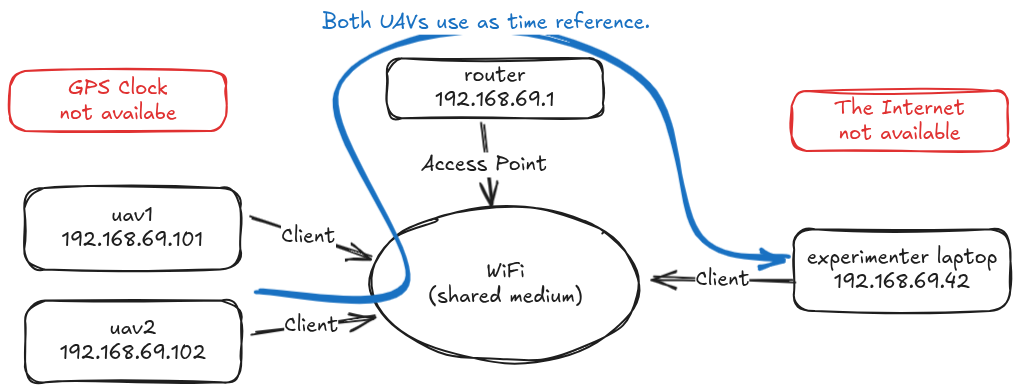 Both UAVs use as time reference.
GPS Clock
not availabe
router
192.168.69.1
The Internet
not available
Access Point
uav1
192.168.69.101
Client
WiFi
(shared medium)
Client
experimenter laptop
192.168.69.42
uav2
192.168.69.102
Client